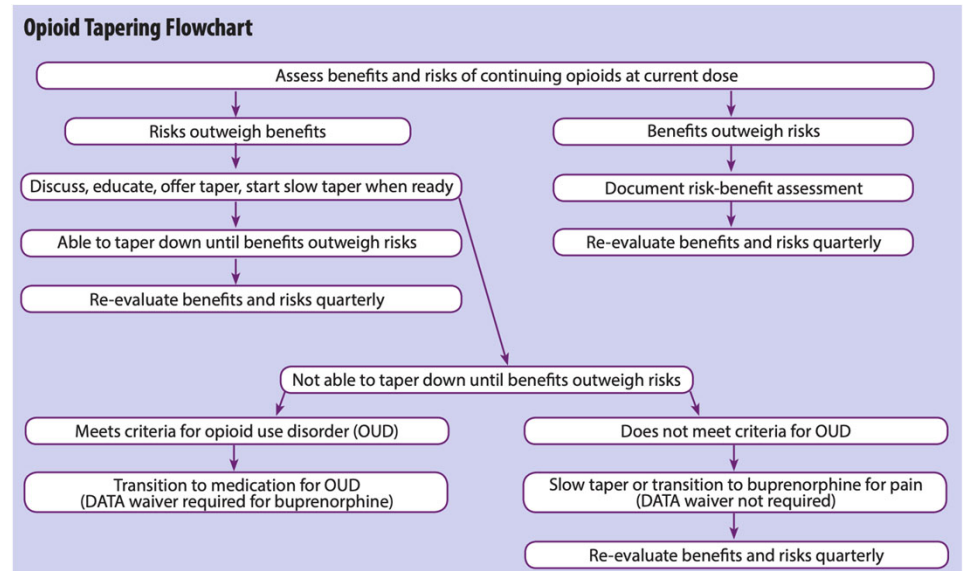 Opioid Tapering Flowchart
Assess benefits and risks of continuing opioids at current dose
Risks outweigh benefits
Benefits outweigh risks
Discuss, educate, offer taper, start slow taper when ready
Document risk-benefit assessment
Able to taper down until benefits outweigh risks
Re-evaluate benefits and risks quarterly
Re-evaluate benefits and risks quarterly
Not able to taper down until benefits outweigh risks
Meets criteria for opioid use disorder (OUD)
Does not meet criteria for OUD
Transition to medication for OUD
(DATA waiver required for buprenorphine)
Slow taper or transition to buprenorphine for pain
(DATA waiver not required)
Re-evaluate benefits and risks quarterly